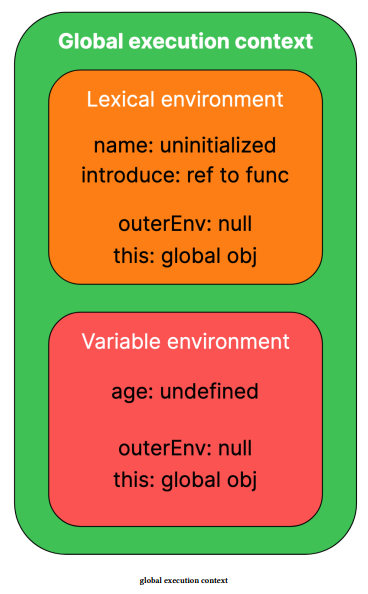 Global execution context
Lexical environment
name: uninitialized
introduce: ref to func
outerEnv: null
this: global obj
Variable environment
age: undefined
outerEnv: null
this: global obj
global execution context